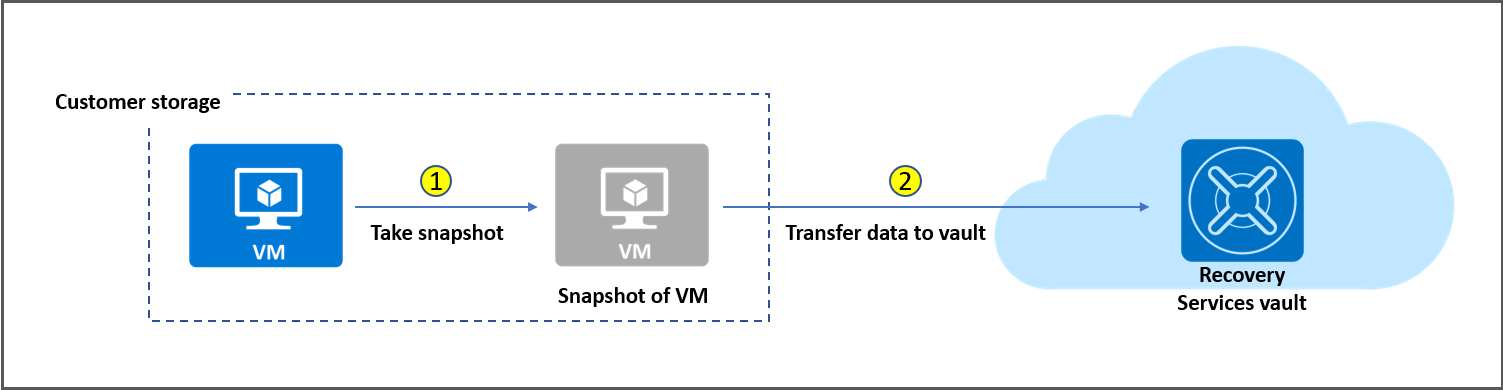 Customer storage
1
2
VM
Take snapshot
VM
Transfer data to vault
Snapshot of VM
Recovery
Services vault